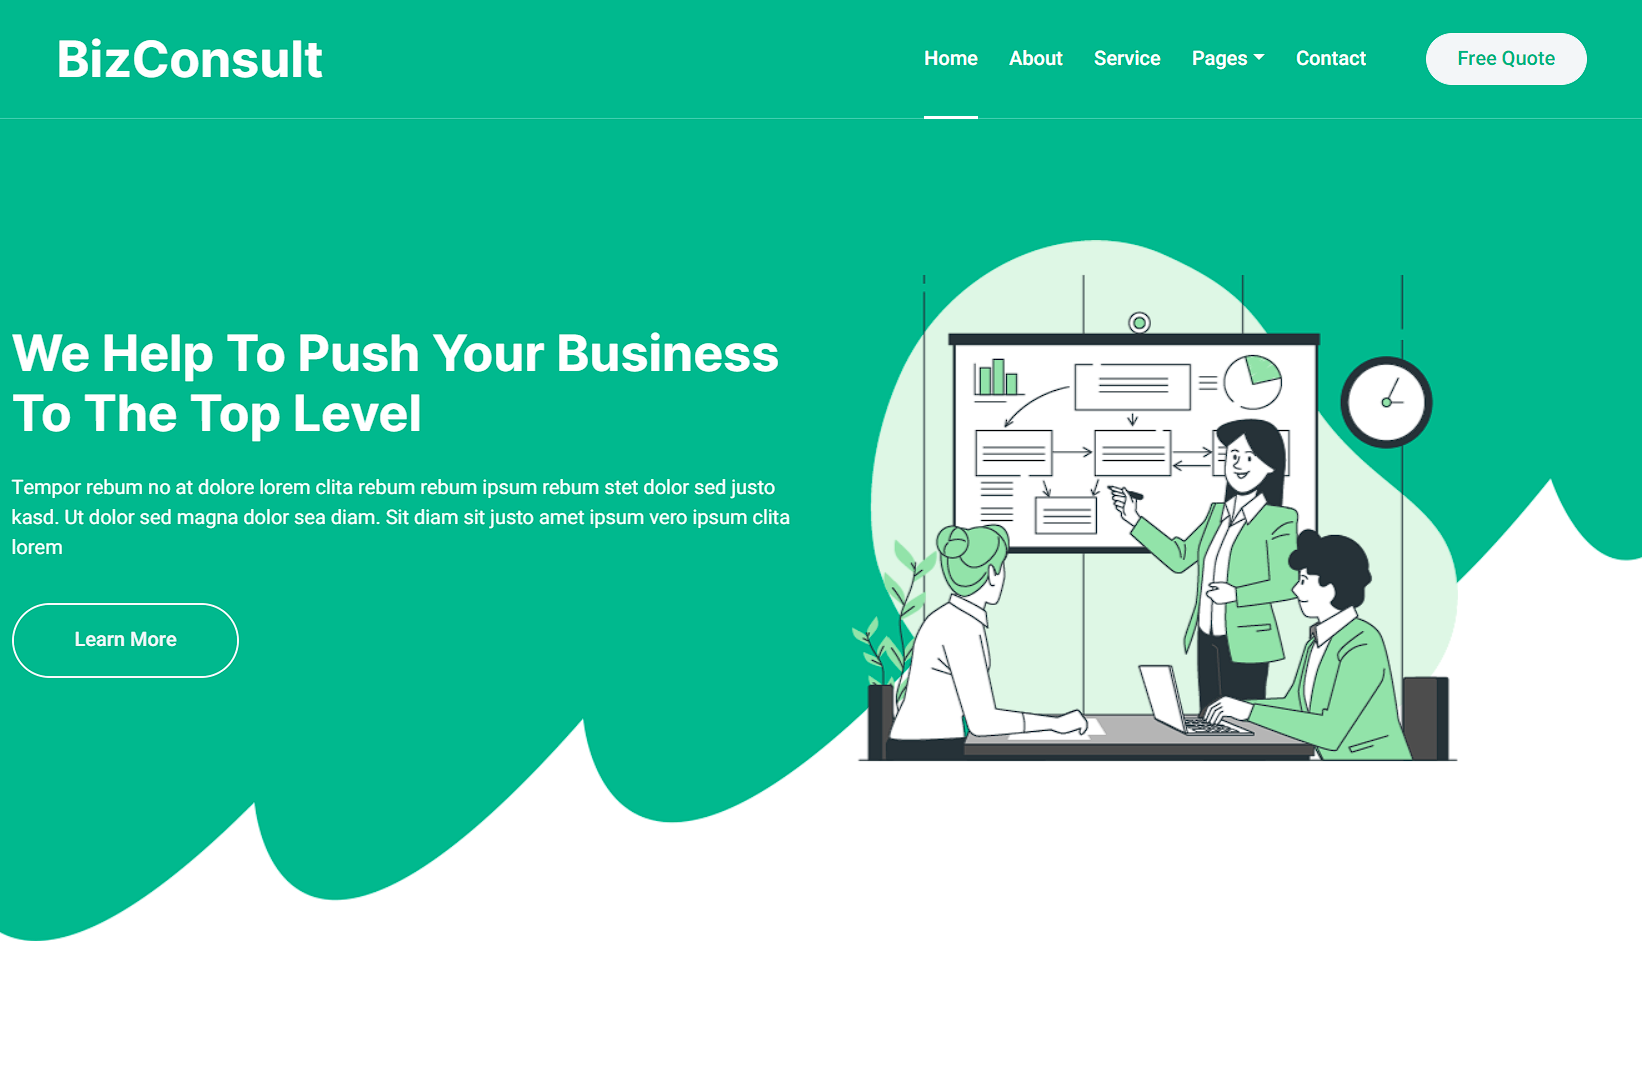 BizConsult
Home About Service Pages Contact Free Quote
We Help To Push Your Business
To The Top Level
Tempor rebum no at dolore lorem clita rebum rebum ipsum rebum stet dolor sed justo
kasd. Ut dolor sed magna dolor sea diam. Sit diam sit justo amet ipsum vero ipsum clita
lorem
Learn More